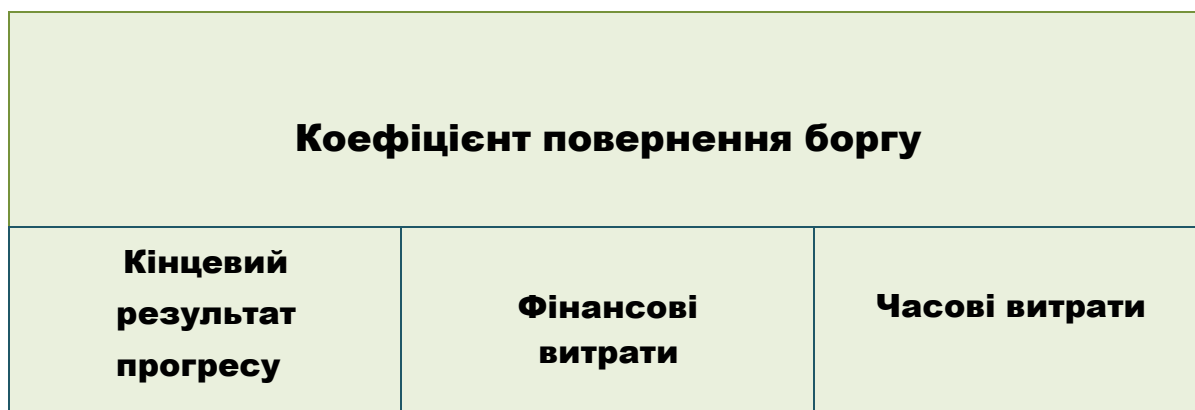 Коефіцієнт повернення боргу
Кінцевий
результат
прогресу
Фінансові
витрати
Часові витрати